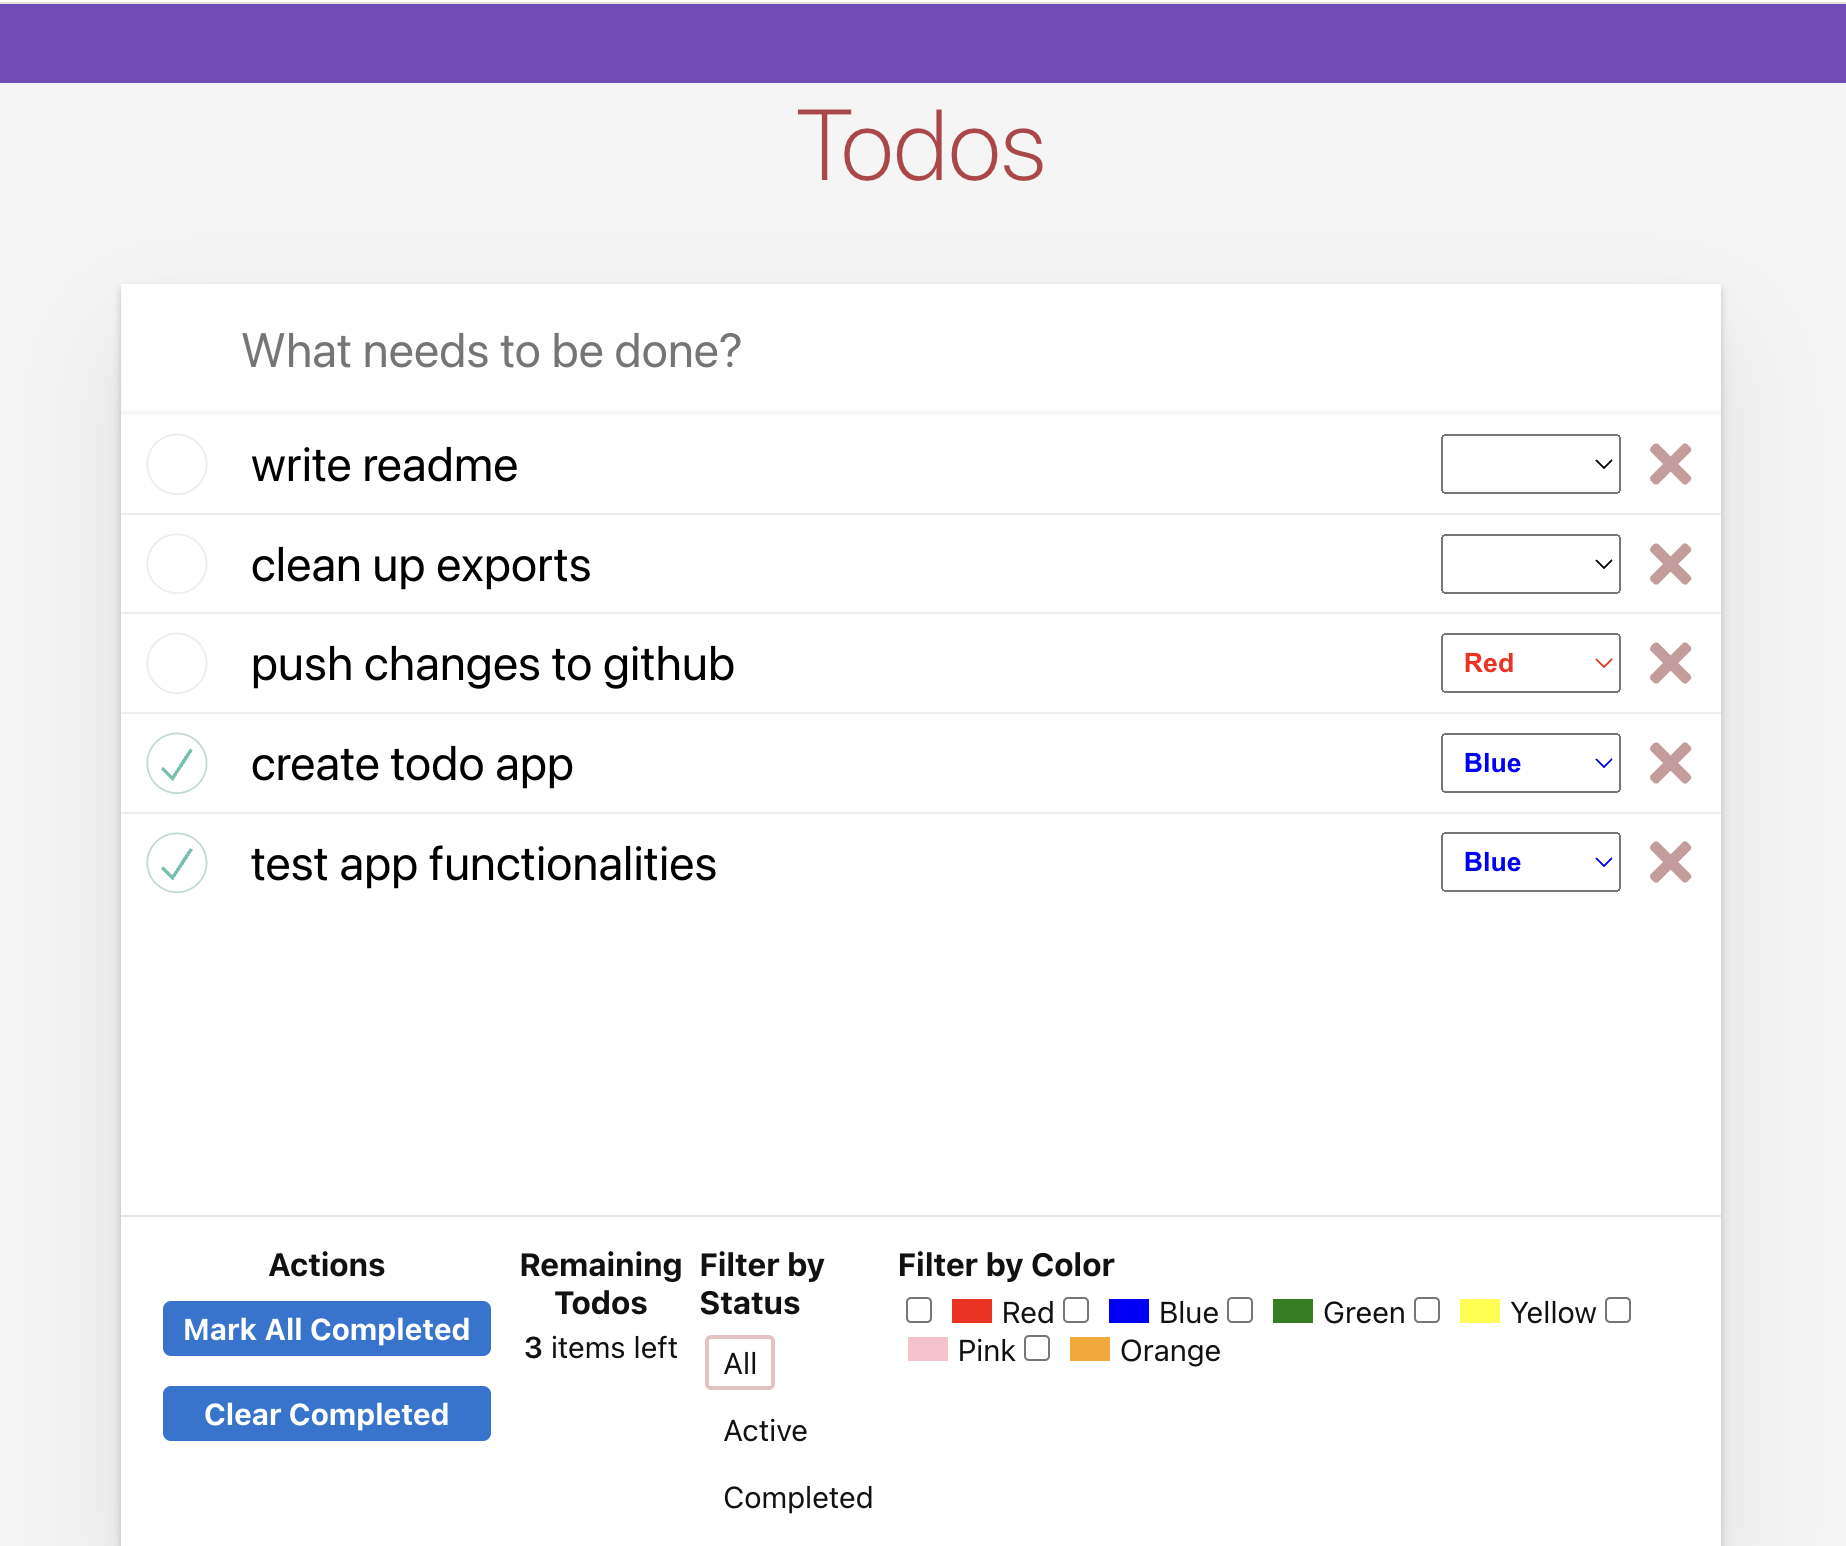 Todos
What needs to be done?
write readme
clean up exports
push changes to github Red
create todo app Blue
test app functionalities Blue
Actions
Mark All Completed
Clear Completed
Remaining
Todos
3 items left
Filter by
Status
All
Active
Completed
Filter by Color
Red Blue Green Yellow
Pink Orange